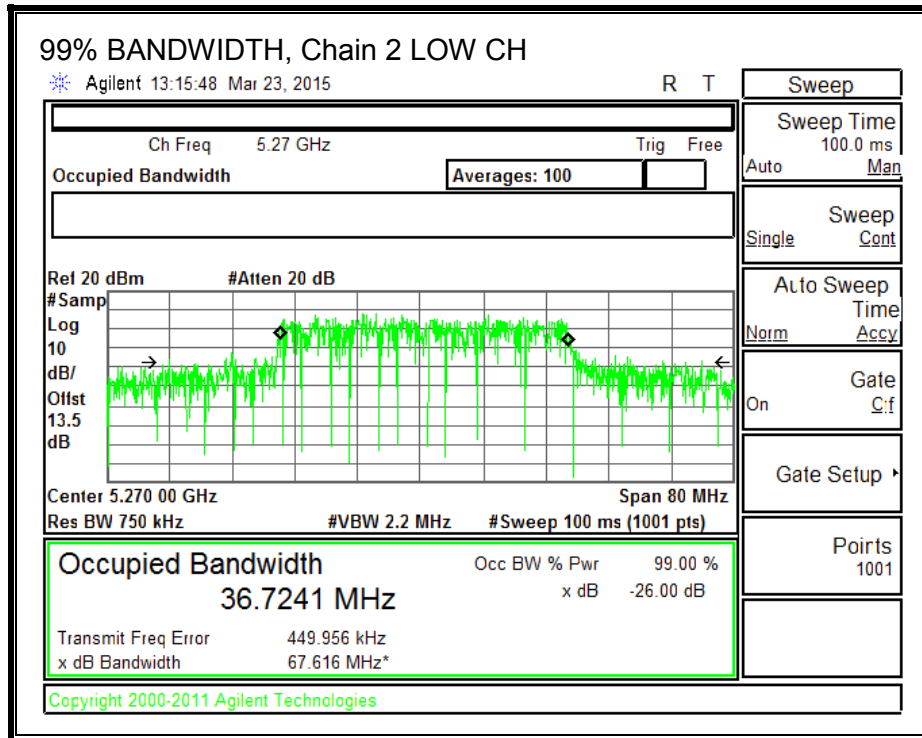 99% BANDWIDTH, Chain 2 LOW CH
Agilent 13:15:48 Mar 23, 2015 R T
Ch Freq 5.27 GHz Trig Free
Occupied Bandwidth Averages: 100
Ref 20 dBm #Atten 20 dB
#Samp
Log
10
dB/
Offst
13.5
dB
Center 5.270 00 GHz Span 80 MHz
Res BW 750 kHz #VBW 2.2 MHz #Sweep 100 ms (1001 pts)
Occupied Bandwidth Occ BW % Pwr 99.00 %
36.7241 MHz x dB -26.00 dB
Transmit Freq Error 449.956 kHz
x dB Bandwidth 67.616 MHz*
Copyright 2000-2011 Agilent Technologies
Sweep
Sweep Time
100.0 ms
Auto Man
Sweep
Single Cont
Auto Sweep
Time
Norm Accy
Gate
On Off
Gate Setup
Points
1001